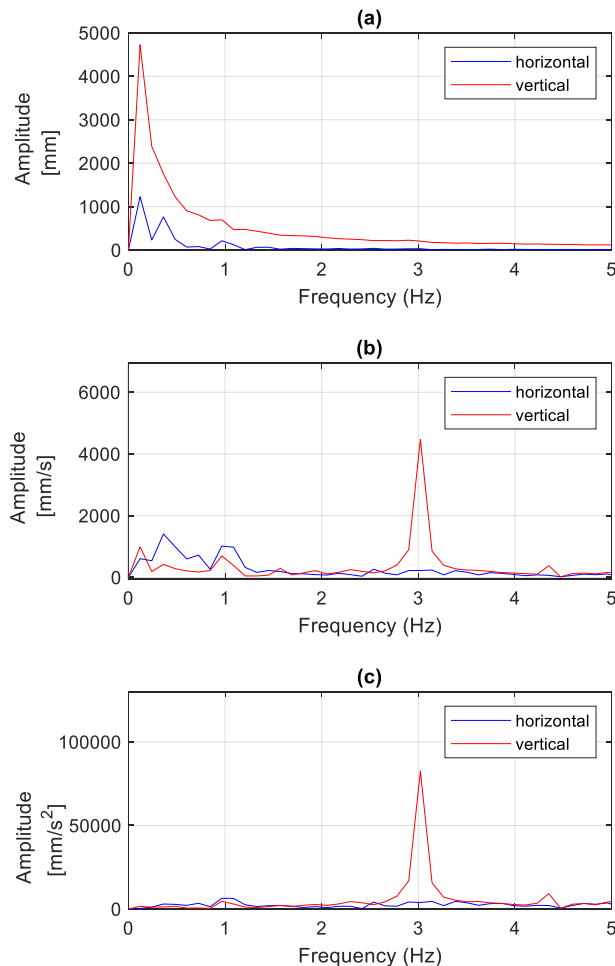 (a)
5000
4000
3000
2000
1000
0
Amplitude
[mm]
horizontal
vertical
0 1 2 3 4 5
Frequency (Hz)
(b)
6000
4000
2000
0
Amplitude
[mm/s]
horizontal
vertical
0 1 2 3 4 5
Frequency (Hz)
(c)
100000
50000
0
Amplitude
[mm/s²]
horizontal
vertical
0 1 2 3 4 5
Frequency (Hz)